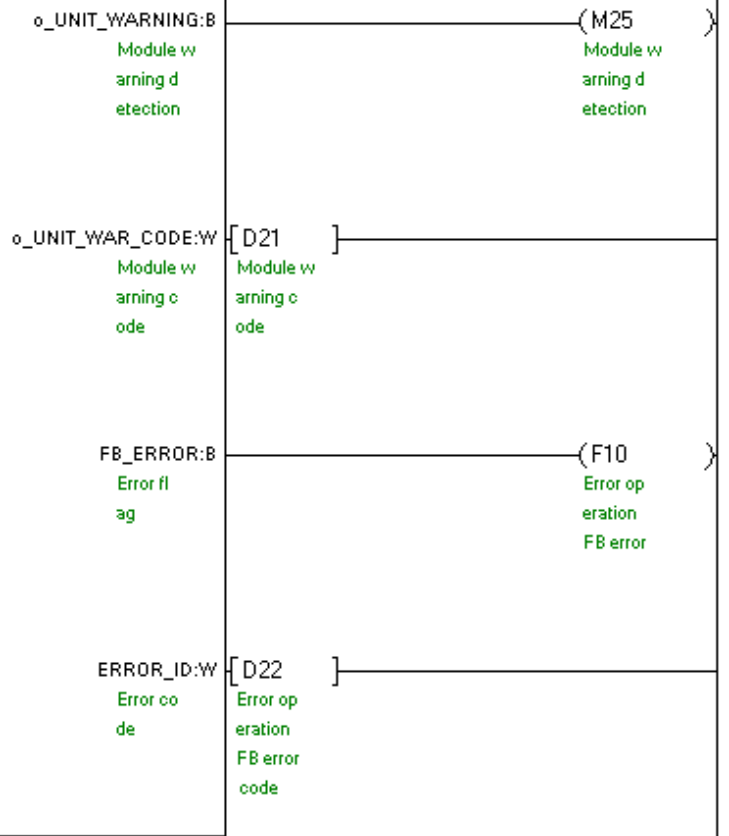 o_UNIT_WARNING:B (M25 )
Module w Module w
arning d arning d
etection etection
o_UNIT_WAR_CODE:W [ D21 ]
Module w Module w
arning c arning c
ode ode
FB_ERROR:B (F10 )
Error fl Error op
ag eration
FB error
ERROR_ID:W [ D22 ]
Error co Error op
de eration
FB error
code